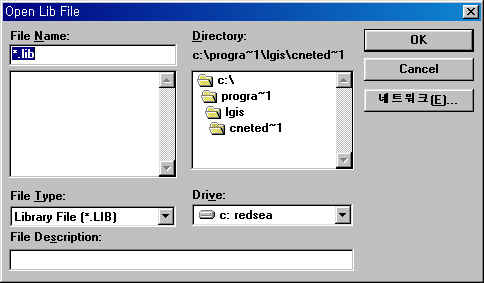 Open Lib File
File Name:
*.lib
Directory:
c:\progra~1\lgis\cneted~1
c:\
progra~1
lgis
cneted~1
OK
Cancel
네트워크(E)...
File Type:
Library File (*.LIB)
Drive:
c: redsea
File Description: